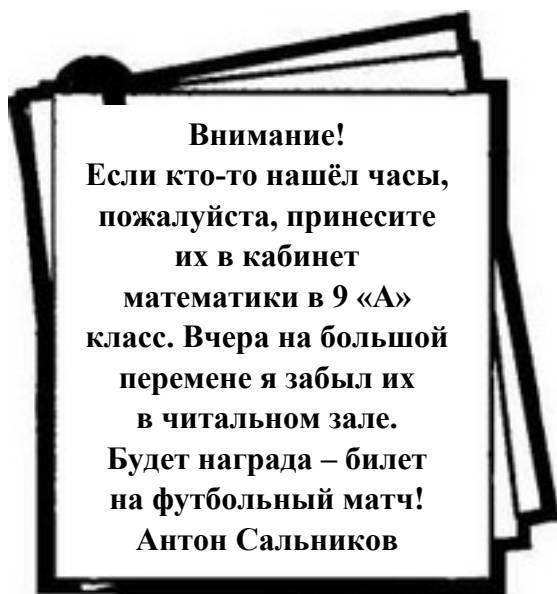 Внимание!
Если кто-то нашёл часы,
пожалуйста, принесите
их в кабинет
математики в 9 «А»
класс. Вчера на большой
перемене я забыл их
в читальном зале.
Будет награда – билет
на футбольный матч!
Антон Сальников